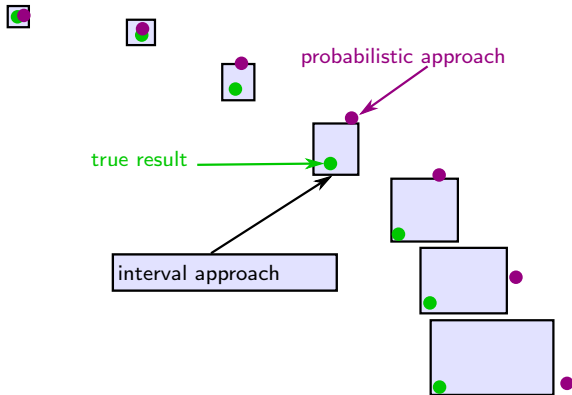 probabilistic approach
true result
interval approach